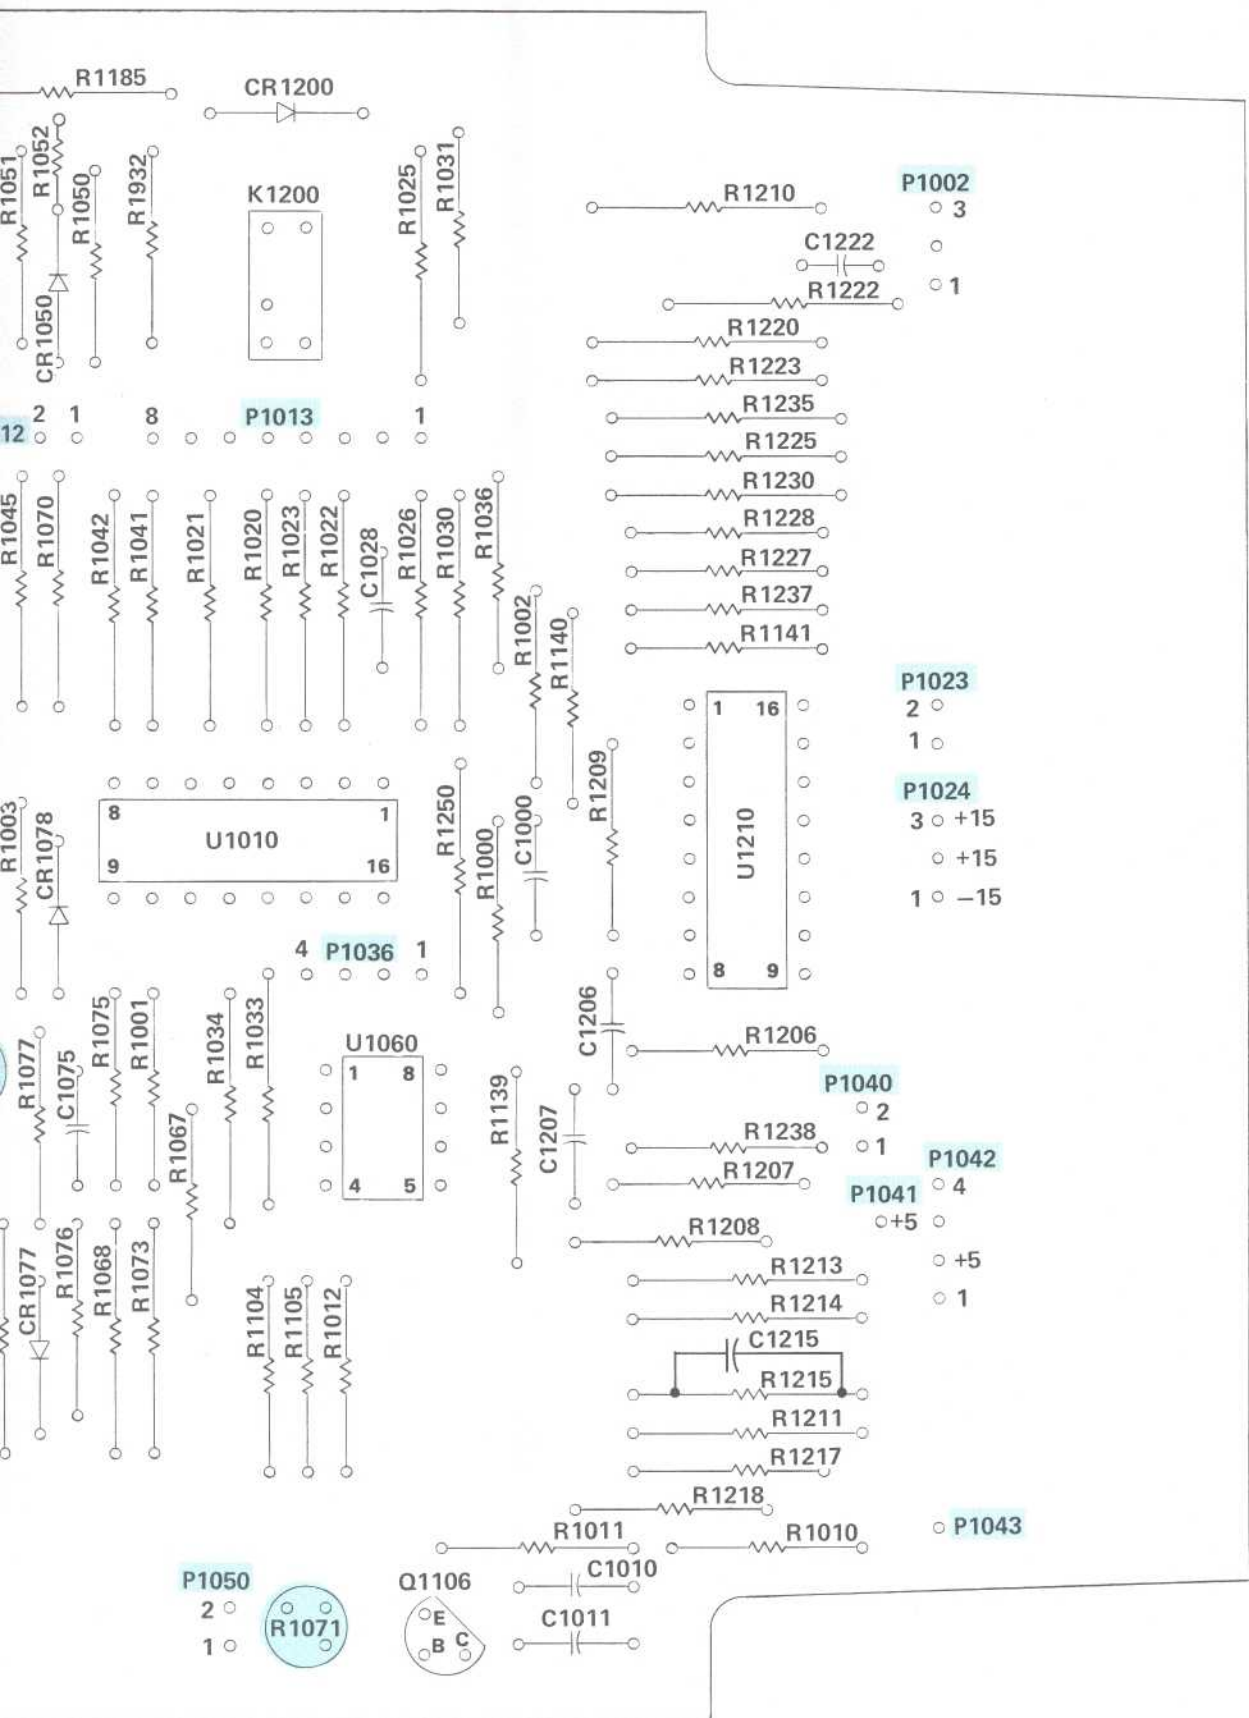 R1185
CR1200
R1051
R1052
R1050
R1932
K1200
R1025
R1031
CR1050
R1210
P1002
3
C1222
R1222
1
R1220
R1223
R1235
R1225
R1230
R1228
R1227
R1237
R1141
12 2 1 8 P1013 1
R1045
R1070
R1042
R1041
R1021
R1020
R1023
R1022
C1028
R1026
R1030
R1036
R1002
R1140
R1209
1 16
U1210
8 9
P1023
2
1
P1024
3 +15
+15
1 −15
R1003
CR1078
8 1
U1010
9 16
R1250
R1000
C1000
4 P1036 1
R1077
C1075
R1075
R1001
R1067
R1034
R1033
U1060
1 8
4 5
R1139
C1207
C1206
R1206
P1040
2
R1238 1
R1207
P1042
4
P1041
+5
R1208
+5
R1213
1
R1214
C1215
R1215
R1211
R1217
R1218
CR1077
R1076
R1068
R1073
R1104
R1105
R1012
R1011
R1010
P1043
P1050
2
1
R1071
Q1106
E
B C
C1010
C1011